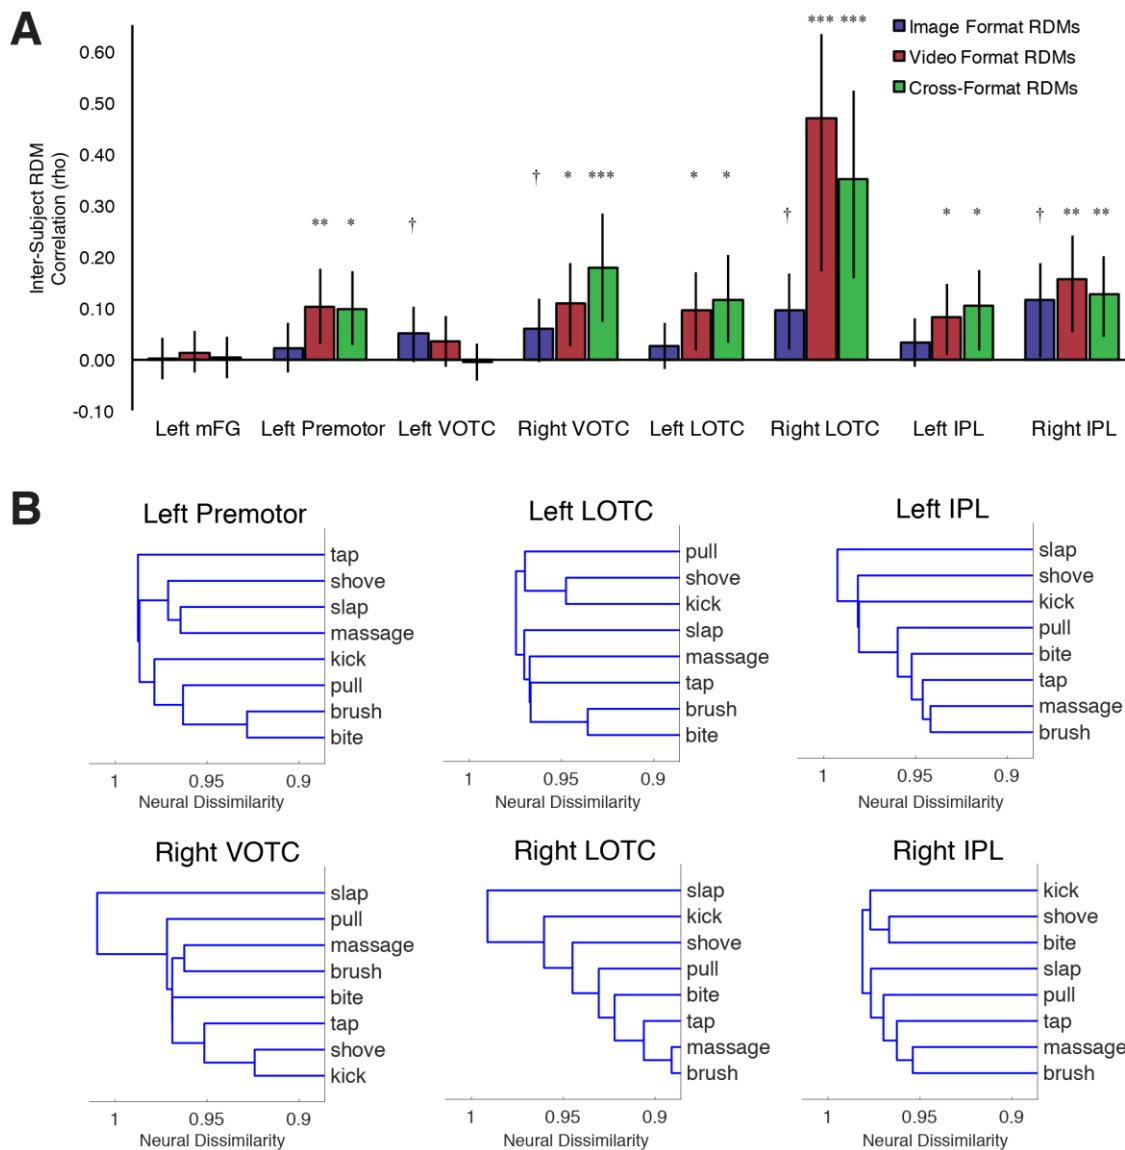 A
Inter-Subject RDM
Correlation (rho)
0.60
0.50
0.40
0.30
0.20
0.10
0.00
-0.10
*** ***
Image Format RDMs
Video Format RDMs
Cross-Format RDMs
† * ***
* *
** *
†
†
* *
† ** **
Left mFG Left Premotor Left VOTC Right VOTC Left LOTC Right LOTC Left IPL Right IPL
B
Left Premotor
tap
shove
slap
massage
kick
pull
brush
bite
1 0.95 0.9
Neural Dissimilarity
Left LOTC
pull
shove
kick
slap
massage
tap
brush
bite
1 0.95 0.9
Neural Dissimilarity
Left IPL
slap
shove
kick
pull
bite
tap
massage
brush
1 0.95 0.9
Neural Dissimilarity
Right VOTC
slap
pull
massage
brush
bite
tap
shove
kick
1 0.95 0.9
Neural Dissimilarity
Right LOTC
slap
kick
shove
pull
bite
tap
massage
brush
1 0.95 0.9
Neural Dissimilarity
Right IPL
kick
shove
bite
slap
pull
tap
massage
brush
1 0.95 0.9
Neural Dissimilarity